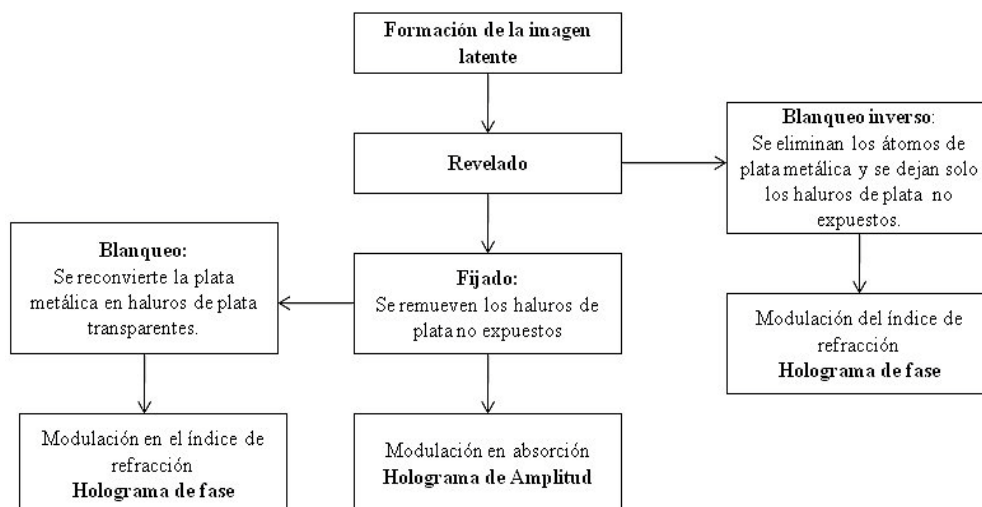 Formación de la imagen
latente
Revelado
Blanqueo inverso:
Se eliminan los átomos de
plata metálica y se dejan solo
los haluros de plata no
expuestos.
Blanqueo:
Se reconvierte la plata
metálica en haluros de plata
transparentes.
Fijado:
Se remueven los haluros de
plata no expuestos
Modulación del índice de
refracción
Holograma de fase
Modulación en el índice de
refracción
Holograma de fase
Modulación en absorción
Holograma de Amplitud